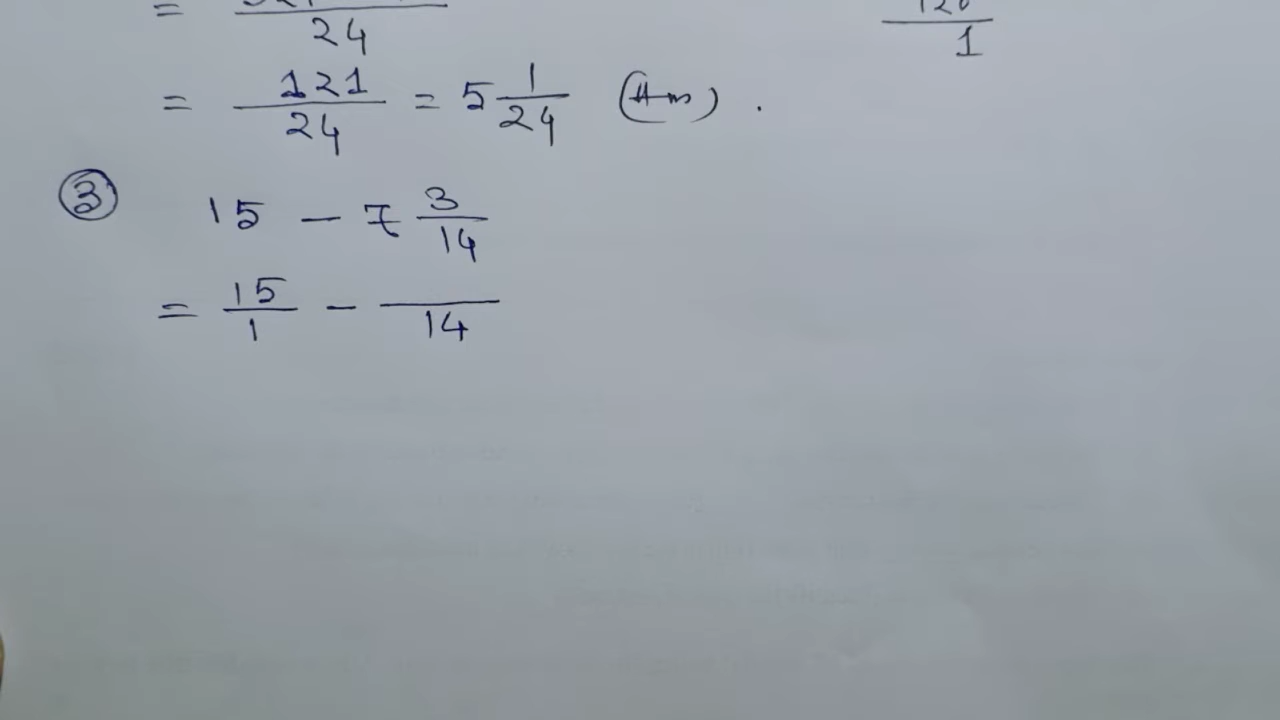 24
1
= 121/24 = 5 1/24 (Ans) .
③ 15 - 7 3/14
= 15/1 - /14